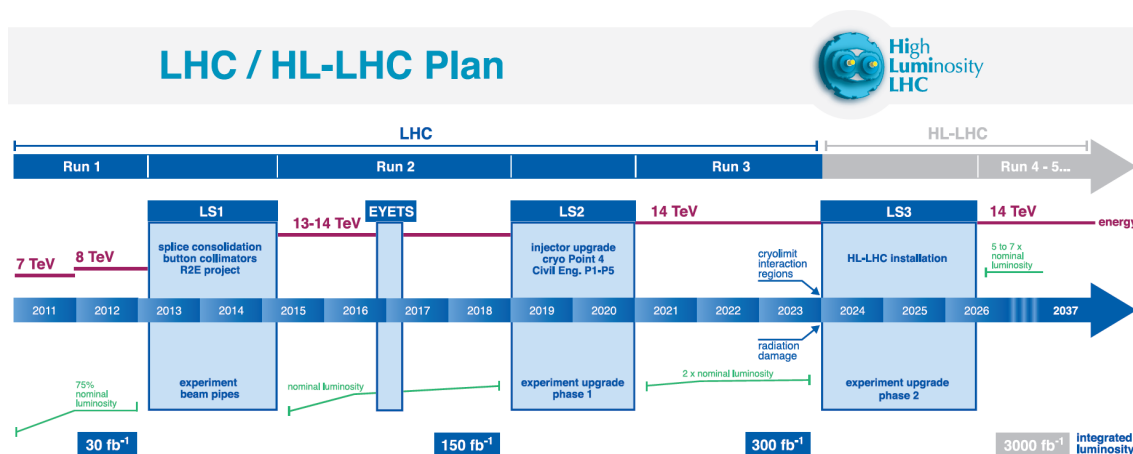 LHC / HL-LHC Plan
High
Luminosity
LHC
LHC
HL-LHC
Run 1
Run 2
Run 3
Run 4 - 5...
LS1
EYETS
LS2
LS3
13-14 TeV
14 TeV
14 TeV
energy
7 TeV
8 TeV
splice consolidation
button collimators
R2E project
injector upgrade
cryo Point 4
Civil Eng. P1-P5
cryolimit
interaction
regions
HL-LHC installation
5 to 7 x
nominal
luminosity
2011
2012
2013
2014
2015
2016
2017
2018
2019
2020
2021
2022
2023
2024
2025
2026
2037
radiation
damage
75%
nominal
luminosity
experiment
beam pipes
nominal luminosity
experiment upgrade
phase 1
2 x nominal luminosity
experiment upgrade
phase 2
30 fb⁻¹
150 fb⁻¹
300 fb⁻¹
3000 fb⁻¹
integrated
luminosity